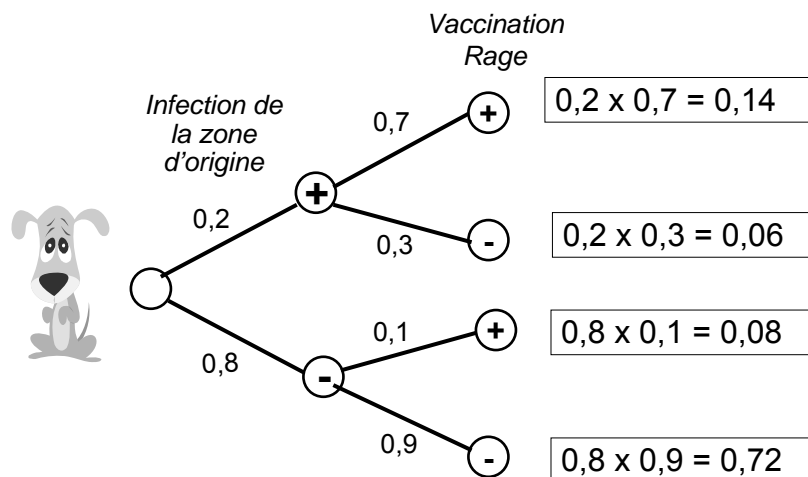 Vaccination
Rage
Infection de
la zone
d'origine
0,7
+
0,2 x 0,7 = 0,14
+
0,2
0,3
-
0,2 x 0,3 = 0,06
0,1
+
0,8 x 0,1 = 0,08
0,8
-
0,9
-
0,8 x 0,9 = 0,72